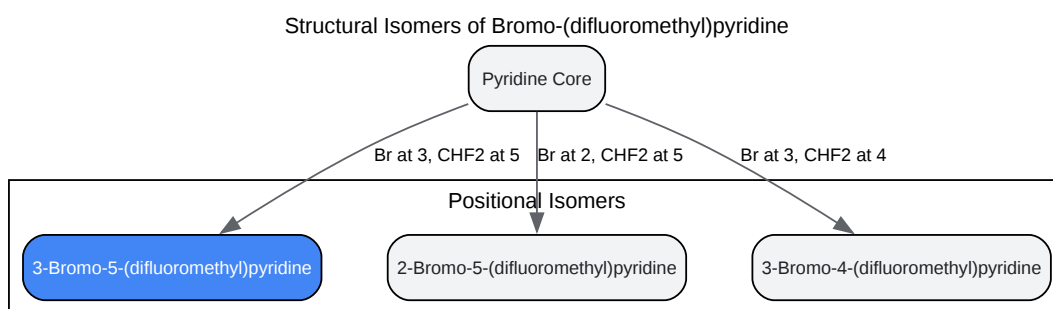 Structural Isomers of Bromo-(difluoromethyl)pyridine
Pyridine Core
Br at 3, CHF2 at 5
Br at 2, CHF2 at 5
Br at 3, CHF2 at 4
Positional Isomers
3-Bromo-5-(difluoromethyl)pyridine
2-Bromo-5-(difluoromethyl)pyridine
3-Bromo-4-(difluoromethyl)pyridine